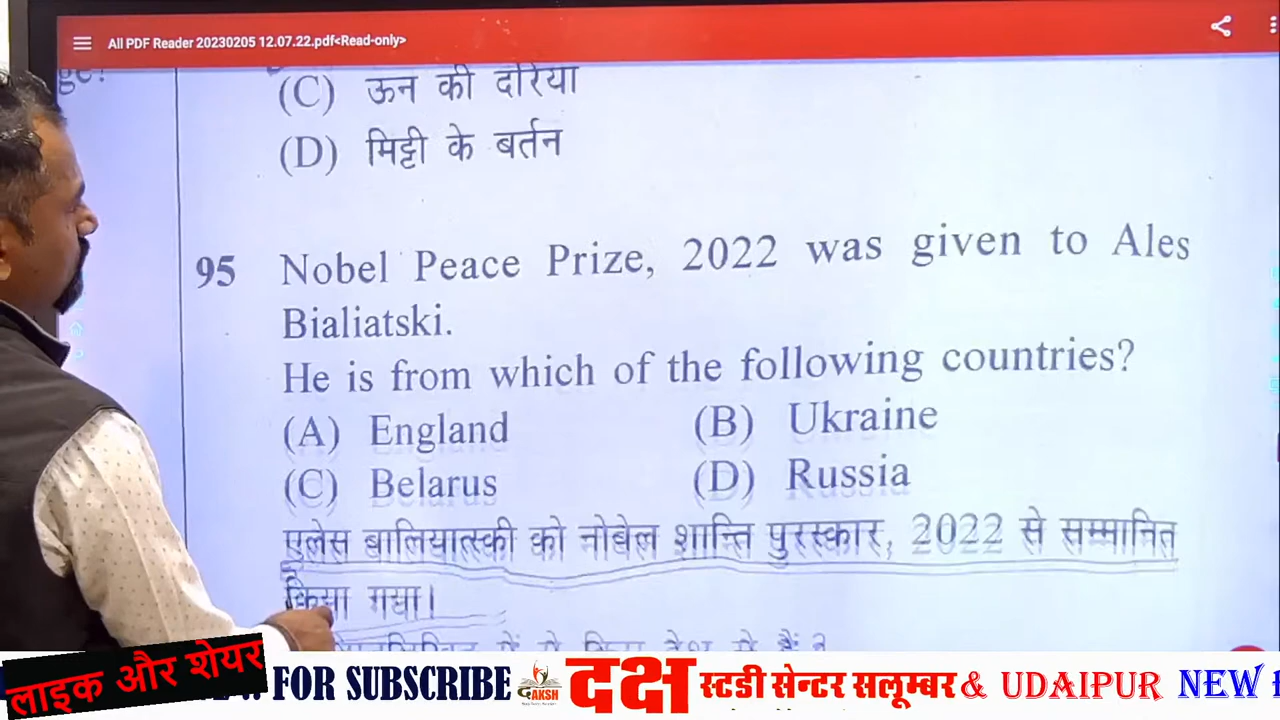 All PDF Reader 20230205 12.07.22.pdf<Read-only>
(C) ऊन की दरिया
(D) मिट्टी के बर्तन
95 Nobel Peace Prize, 2022 was given to Ales
Bialiatski.
He is from which of the following countries?
(A) England (B) Ukraine
(C) Belarus (D) Russia
एलेस बालियात्स्की को नोबेल शान्ति पुरस्कार, 2022 से सम्मानित
किया गया।
लाइक और शेयर
FOR SUBSCRIBE DAKSH दक्ष स्टडी सेन्टर सलूम्बर & UDAIPUR NEW